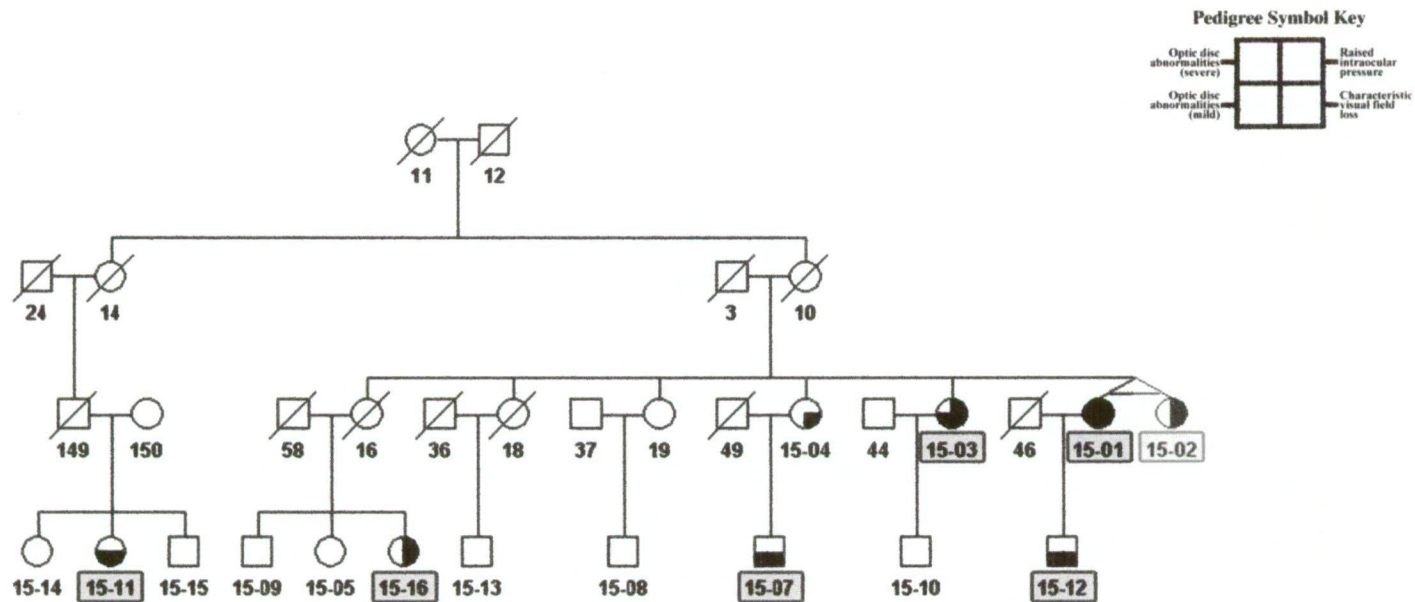 Pedigree Symbol Key
Optic disc
abnormalities
(severe)
Raised
intraocular
pressure
Optic disc
abnormalities
(mild)
Characteristic
visual field
loss
11 12
24 14 3 10
149 150 58 16 36 18 37 19 49 15-04 44 15-03 46 15-01 15-02
15-14 15-11 15-15 15-09 15-05 15-16 15-13 15-08 15-07 15-10 15-12